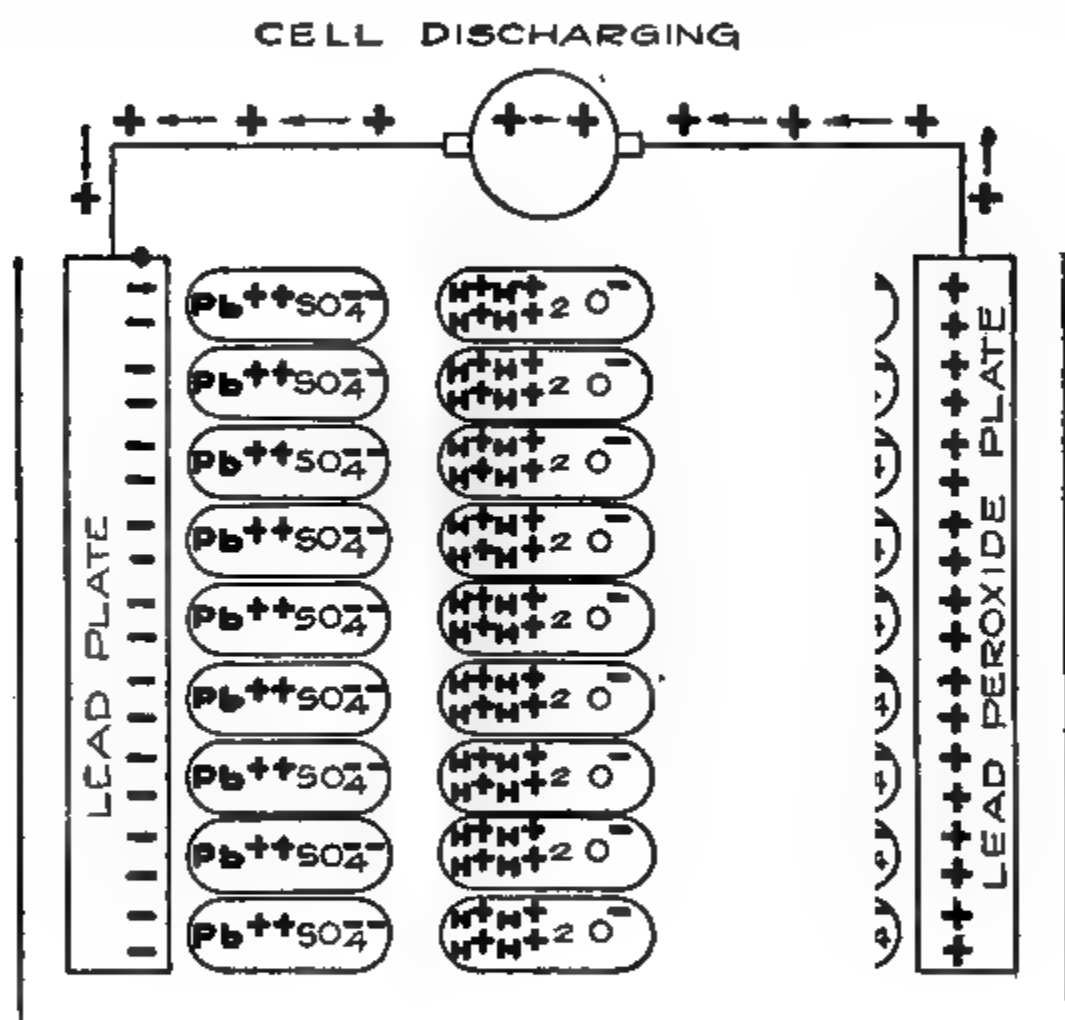 CELL DISCHARGING
+ ← + ← + + ← + + ← + ← +
+ +
LEAD PLATE
LEAD PEROXIDE PLATE
Pb++SO4-- H+H+ H+H+ 2 O-
Pb++SO4-- H+H+ H+H+ 2 O-
Pb++SO4-- H+H+ H+H+ 2 O-
Pb++SO4-- H+H+ H+H+ 2 O-
Pb++SO4-- H+H+ H+H+ 2 O-
Pb++SO4-- H+H+ H+H+ 2 O-
Pb++SO4-- H+H+ H+H+ 2 O-
Pb++SO4-- H+H+ H+H+ 2 O-
Pb++SO4-- H+H+ H+H+ 2 O-